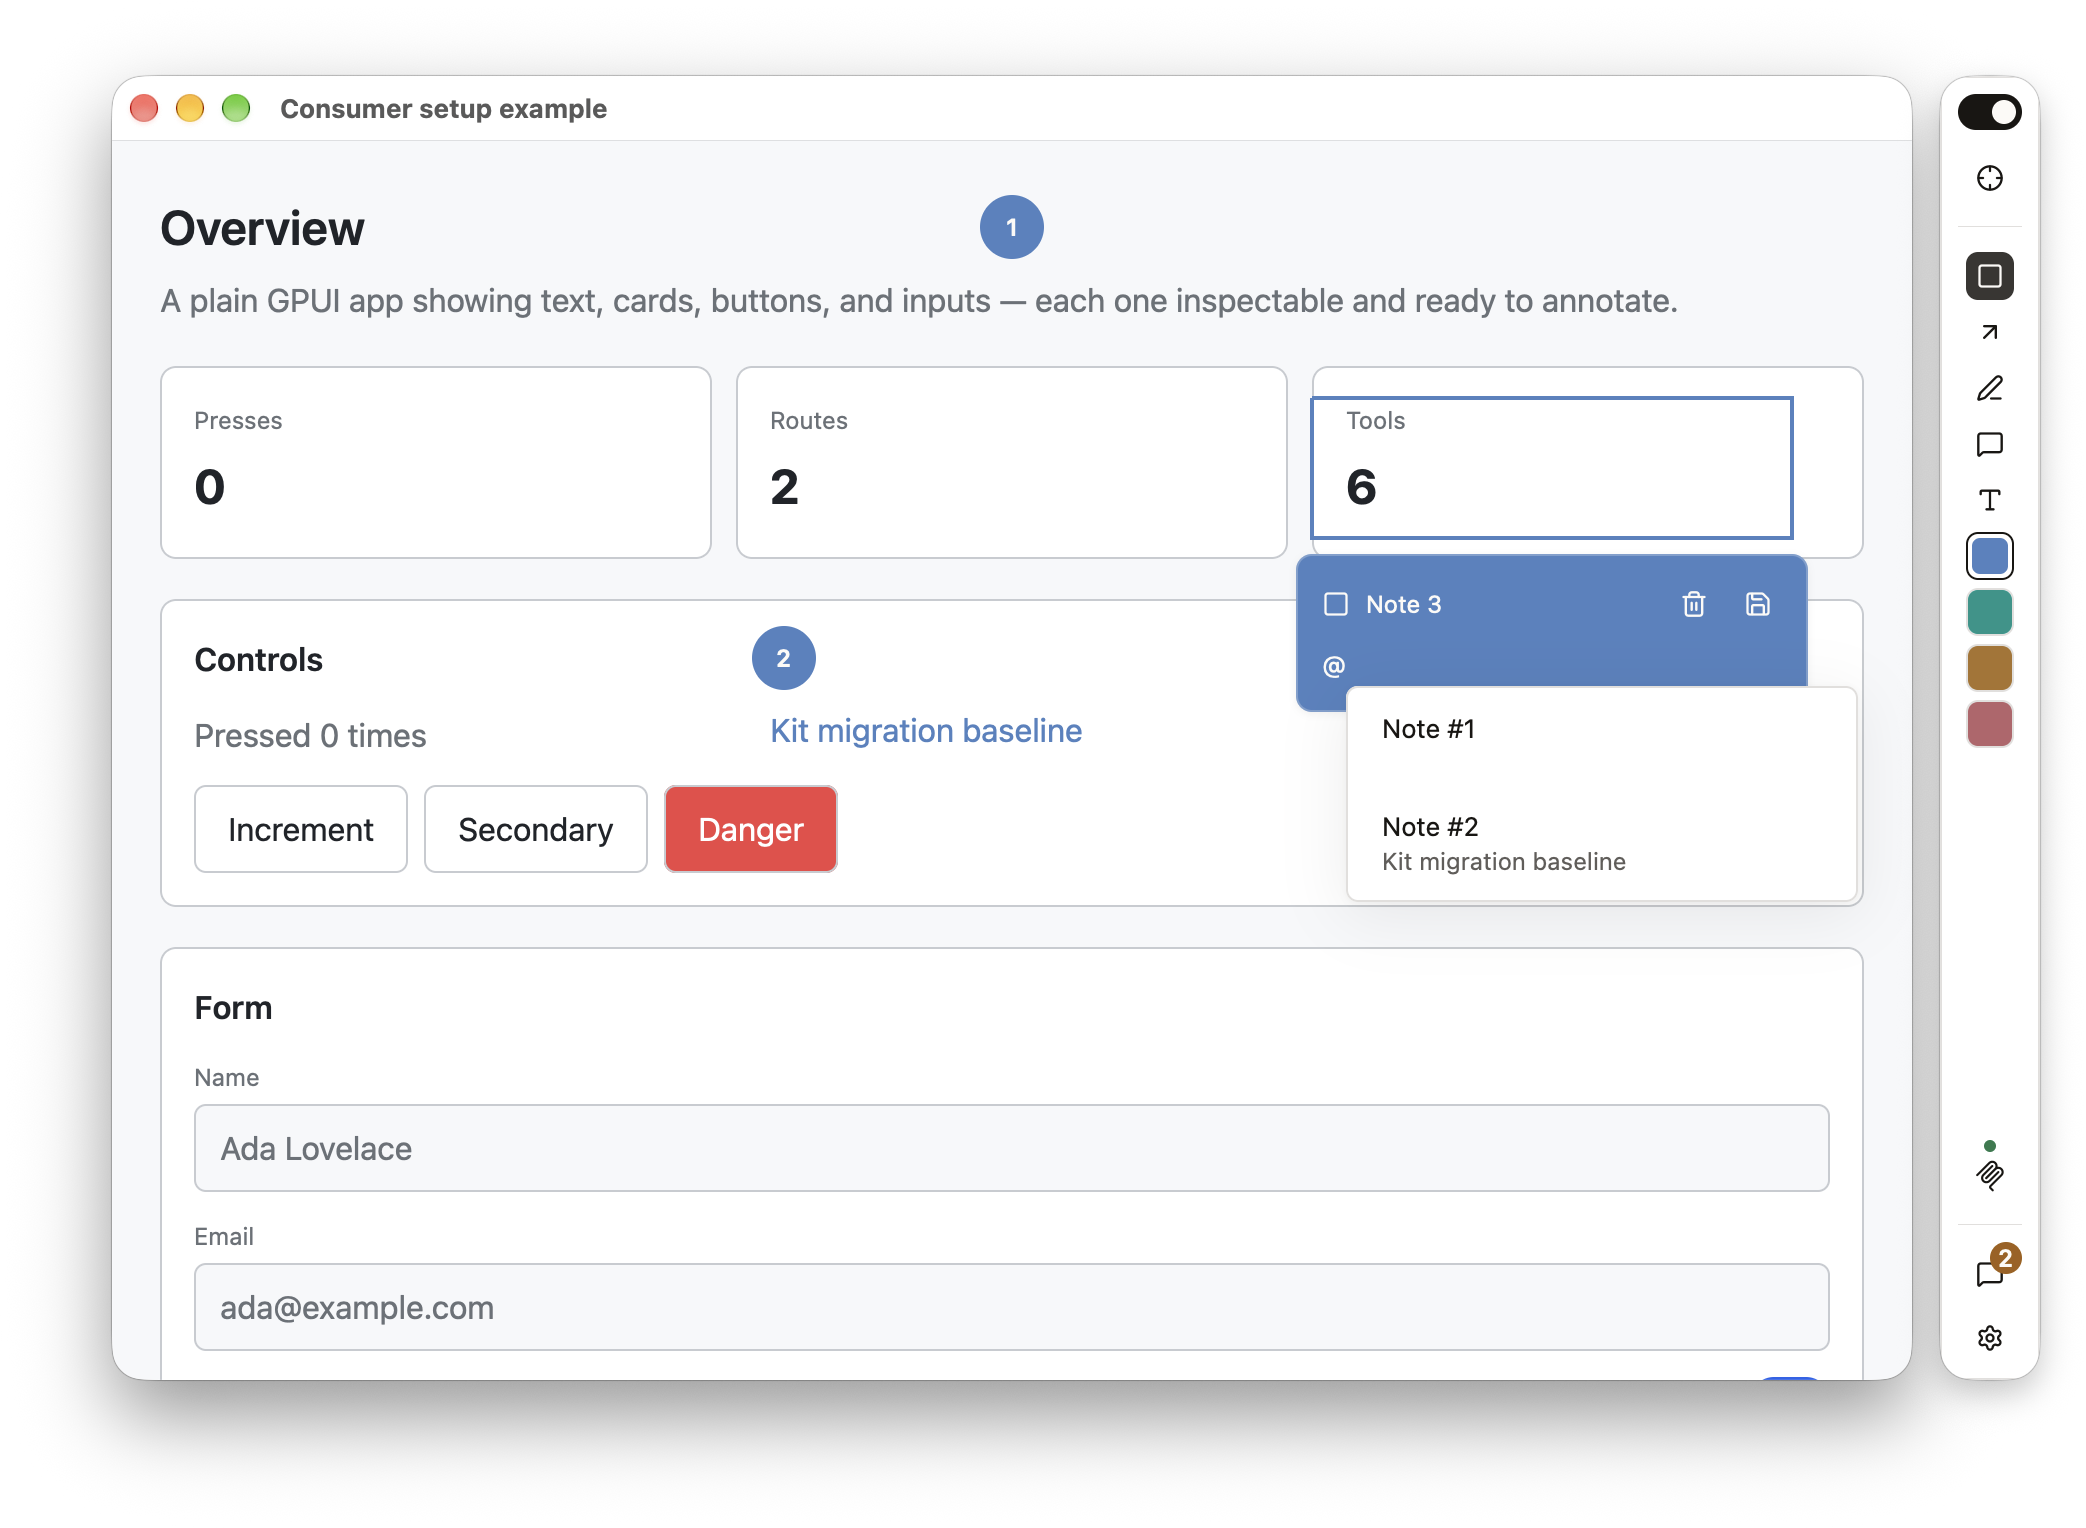 Consumer setup example
Overview
1
A plain GPUI app showing text, cards, buttons, and inputs — each one inspectable and ready to annotate.
Presses
0
Routes
2
Tools
6
Note 3
@
Note #1
Note #2
Kit migration baseline
Controls
2
Pressed 0 times
Kit migration baseline
Increment
Secondary
Danger
Form
Name
Ada Lovelace
Email
ada@example.com
T
2